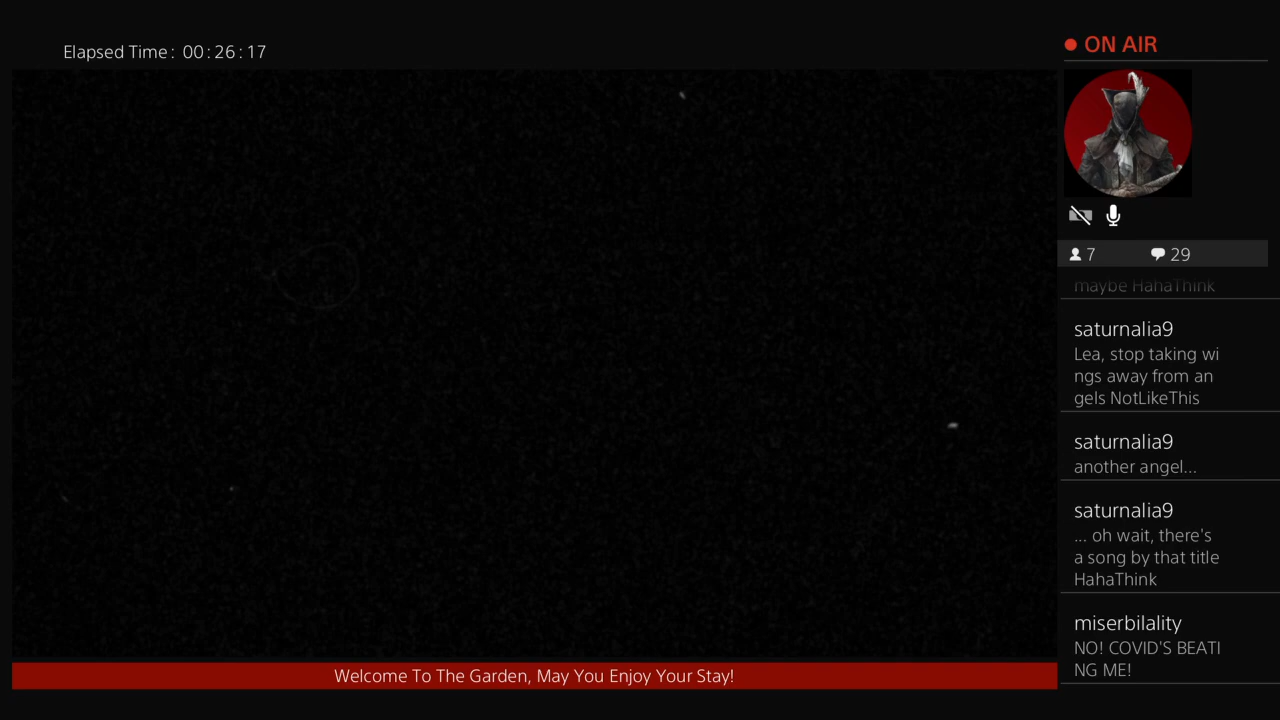 Elapsed Time: 00:26:17
ON AIR
7 29
maybe HahaThink
saturnalia9
Lea, stop taking wi
ngs away from an
gels NotLikeThis
saturnalia9
another angel...
saturnalia9
... oh wait, there's
a song by that title
HahaThink
miserbilality
NO! COVID'S BEATI
NG ME!
Welcome To The Garden, May You Enjoy Your Stay!